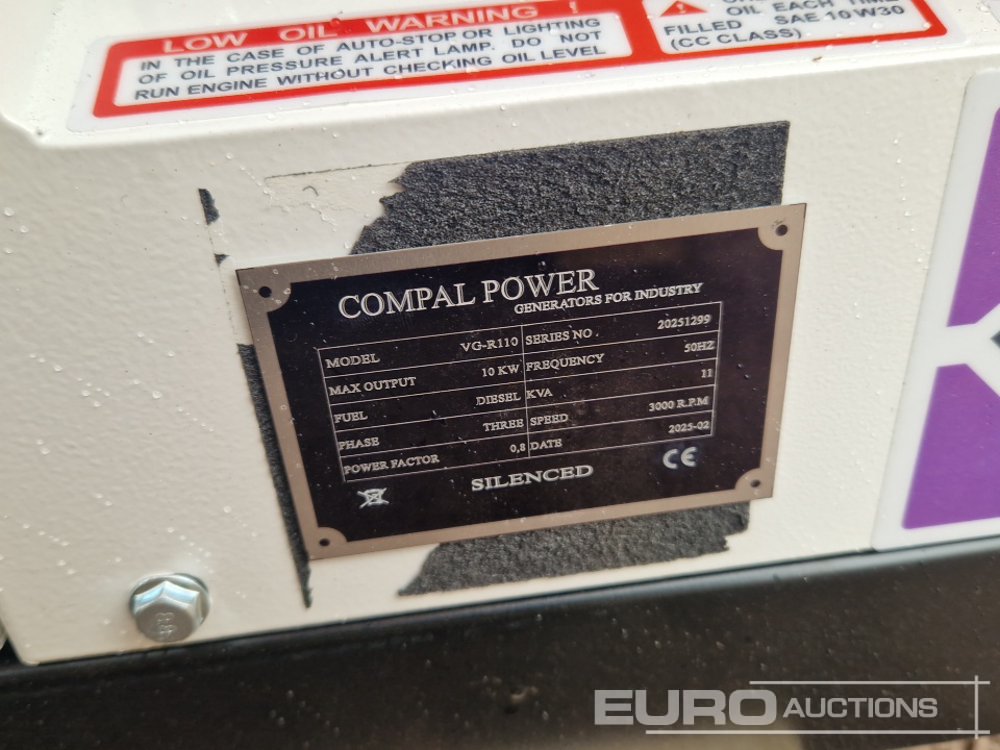 LOW OIL WARNING !
IN THE CASE OF AUTO-STOP OR LIGHTING
OF OIL PRESSURE ALERT LAMP. DO NOT
RUN ENGINE WITHOUT CHECKING OIL LEVEL
OIL EACH TIME
FILLED SAE 10W30
(CC CLASS)
COMPAL POWER
GENERATORS FOR INDUSTRY
MODEL VG-R110 SERIES NO . 20251299
MAX OUTPUT 10 KW FREQUENCY 50HZ
FUEL DIESEL KVA 11
PHASE THREE SPEED 3000 R.P.M
POWER FACTOR 0,8 DATE 2025-02
SILENCED CE
8.8
EURO AUCTIONS